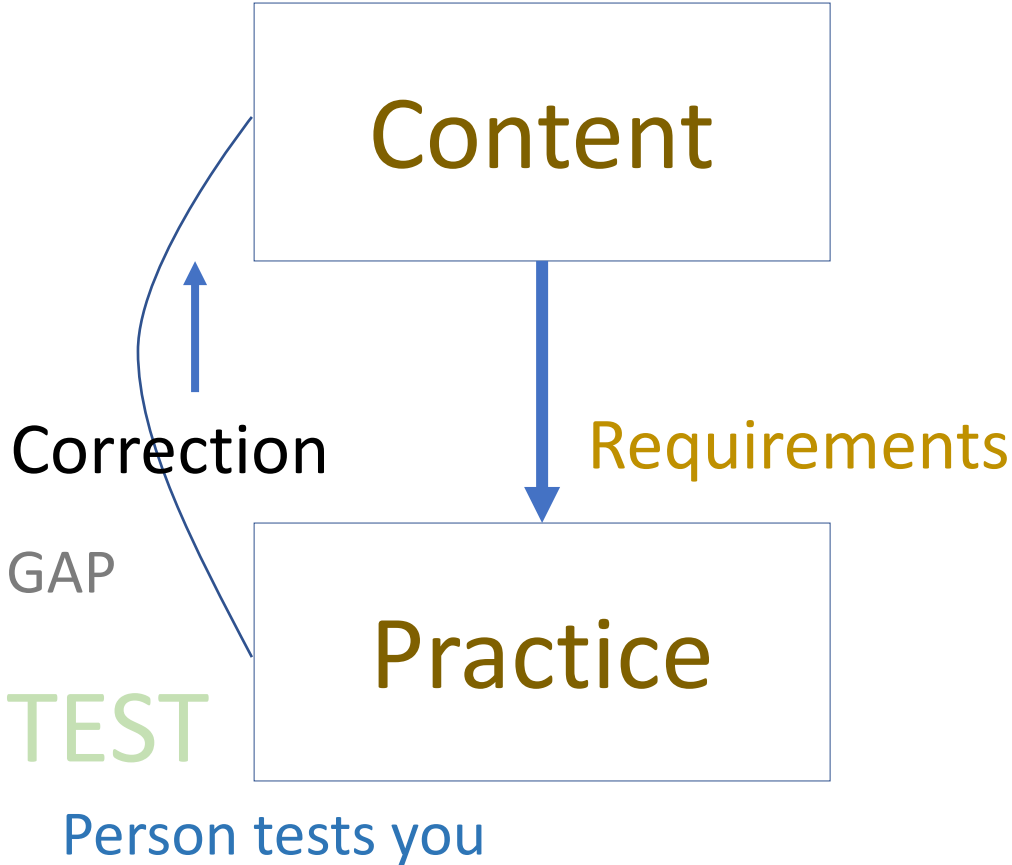 Content
Correction
Requirements
GAP
Practice
TEST
Person tests you